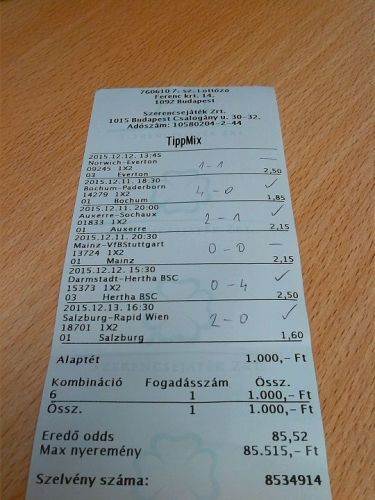 760610 7. sz. Lottózó
Ferenc krt. 14.
1092 Budapest
Szerencsejáték Zrt.
1015 Budapest Csalogány u. 30-32.
Adószám: 10580204-2-44
TippMix
2015.12.12. 13:45 —
Norwich-Everton 1-1
09245 1X2
03 Everton 2,50
2015.12.11. 18:30 ✓
Bochum-Paderborn 4-0
14279 1X2
01 Bochum 1,85
2015.12.11. 20:00 ✓
Auxerre-Sochaux 2-1
01833 1X2
01 Auxerre 2,15
2015.12.11. 20:30 —
Mainz-VfBStuttgart 0-0
13724 1X2
01 Mainz 2,15
2015.12.12. 15:30 ✓
Darmstadt-Hertha BSC 0-4
15373 1X2
03 Hertha BSC 2,50
2015.12.13. 16:30 ✓
Salzburg-Rapid Wien 2-0
18701 1X2
01 Salzburg 1,60
Alaptét 1.000,- Ft
Kombináció Fogadásszám Össz.
6 1 1.000,- Ft
Össz. 1 1.000,- Ft
Eredő odds 85,52
Max nyeremény 85.515,- Ft
Szelvény száma: 8534914